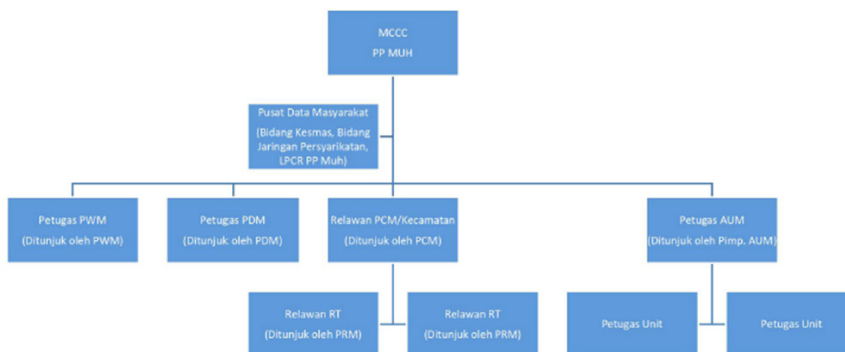 MCCC
PP MUH
Pusat Data Masyarakat
(Bidang Kesmas, Bidang
Jaringan Persyarikatan,
LPCR PP Muh)
Petugas PWM
(Ditunjuk oleh PWM)
Petugas PDM
(Ditunjuk oleh PDM)
Relawan PCM/Kecamatan
(Ditunjuk oleh PCM)
Petugas AUM
(Ditunjuk oleh Pimp. AUM)
Relawan RT
(Ditunjuk oleh PRM)
Relawan RT
(Ditunjuk oleh PRM)
Petugas Unit
Petugas Unit